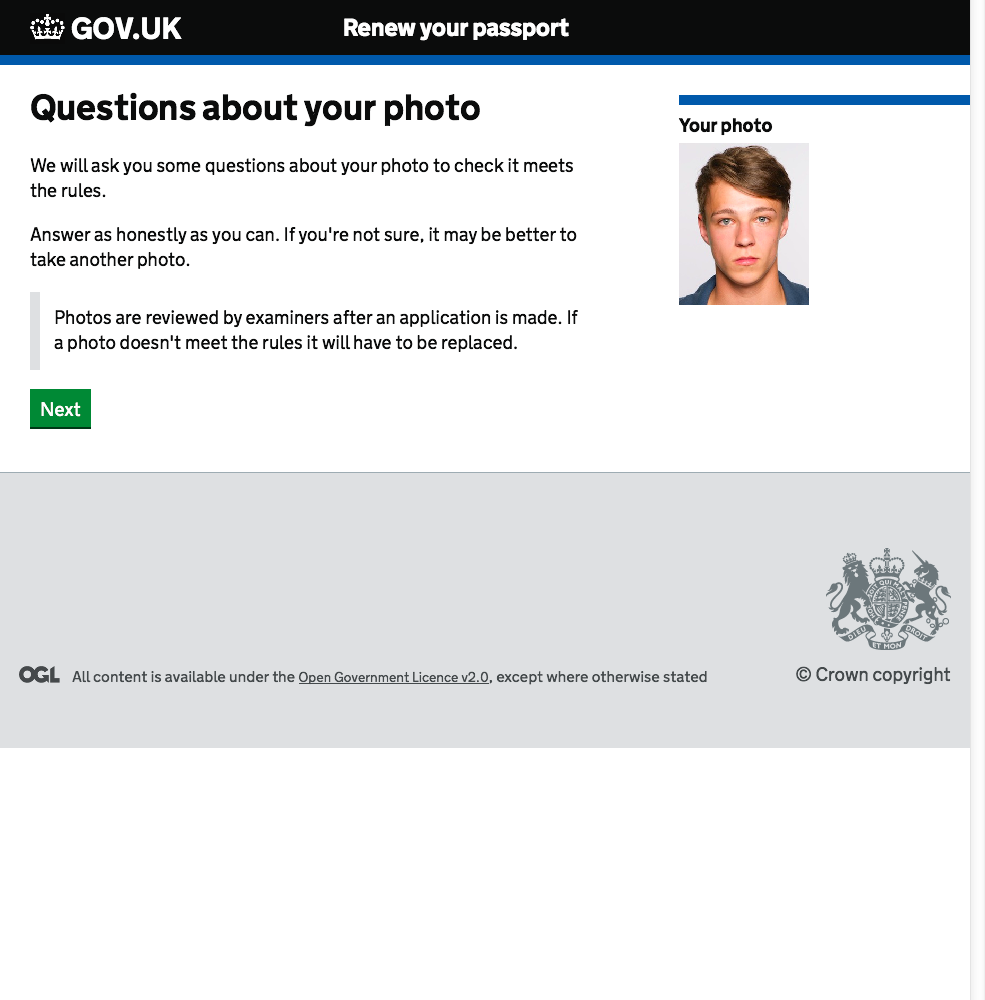 GOV.UK
Renew your passport
Questions about your photo
We will ask you some questions about your photo to check it meets
the rules.
Answer as honestly as you can. If you're not sure, it may be better to
take another photo.
Photos are reviewed by examiners after an application is made. If
a photo doesn't meet the rules it will have to be replaced.
Next
Your photo
DIEU ET MON DROIT
OGL
All content is available under the Open Government Licence v2.0, except where otherwise stated
© Crown copyright